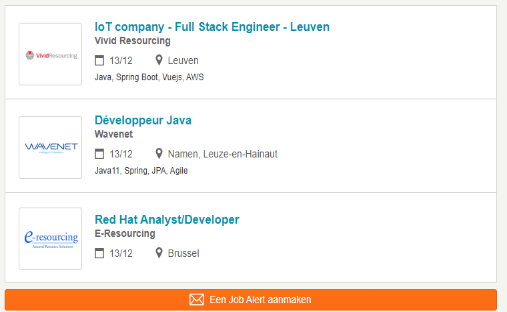 IoT company - Full Stack Engineer - Leuven
Vivid Resourcing
VividResourcing
13/12 Leuven
Java, Spring Boot, Vuejs, AWS
Développeur Java
Wavenet
WAVENET
13/12 Namen, Leuze-en-Hainaut
Java11, Spring, JPA, Agile
Red Hat Analyst/Developer
E-Resourcing
e-resourcing
13/12 Brussel
Een Job Alert aanmaken